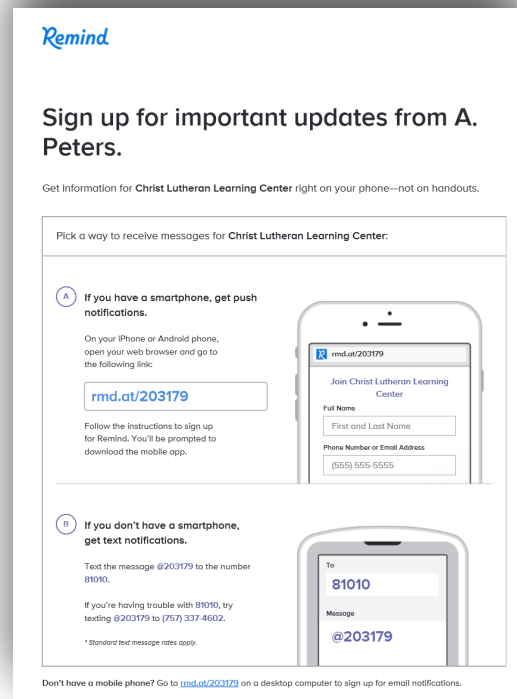 Remind
Sign up for important updates from A.
Peters.
Get information for Christ Lutheran Learning Center right on your phone—not on handouts.
Pick a way to receive messages for Christ Lutheran Learning Center:
A
If you have a smartphone, get push
notifications.
On your iPhone or Android phone,
open your web browser and go to
the following link:
rmd.at/203179
Follow the instructions to sign up
for Remind. You'll be prompted to
download the mobile app.
R rmd.at/203179
Join Christ Lutheran Learning
Center
Full Name
First and Last Name
Phone Number or Email Address
(555) 555-5555
B
If you don't have a smartphone,
get text notifications.
Text the message @203179 to the number
81010.
If you're having trouble with 81010, try
texting @203179 to (757) 337-4602.
* Standard text message rates apply.
To
81010
Message
@203179
Don't have a mobile phone? Go to rmd.at/203179 on a desktop computer to sign up for email notifications.